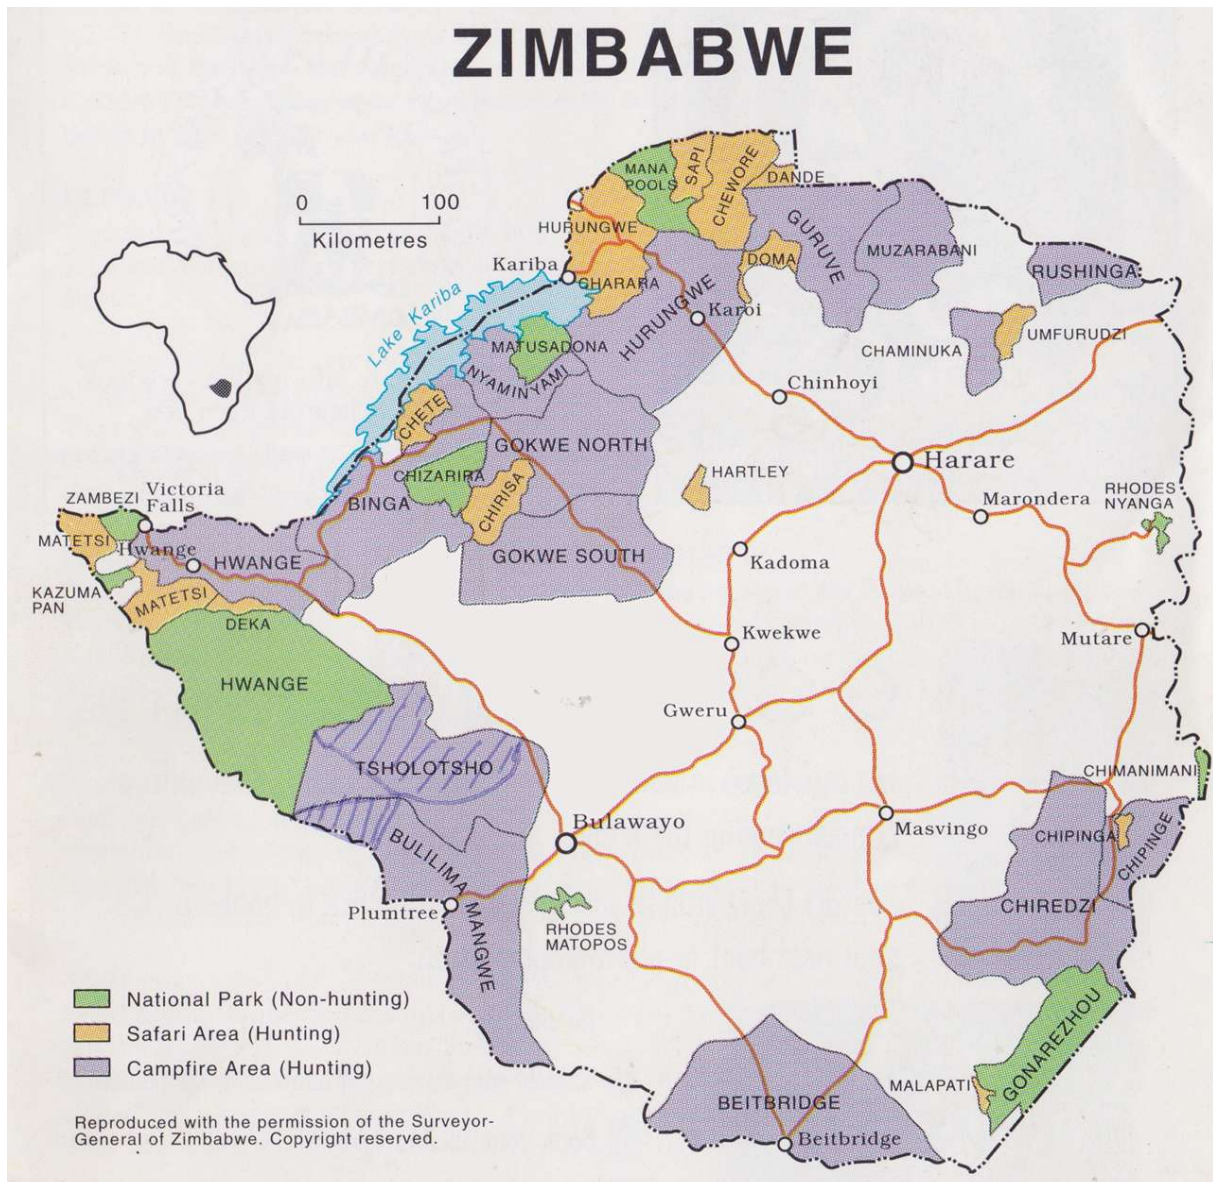 ZIMBABWE
0 100
Kilometres
MANA
POOLS
SAPI
CHEWORE
DANDE
HURUNGWE
Kariba
CHARARA
DOMA
GURUVE
MUZARABANI
RUSHINGA
Lake Kariba
MATUSADONA
HURUNGWE
Karoi
UMFURUDZI
CHAMINUKA
NYAMINYAMI
Chinhoyi
CHETE
GOKWE NORTH
Harare
HARTLEY
CHIZARIRA
CHIRISA
BINGA
ZAMBEZI
Victoria
Falls
Marondera
RHODES
NYANGA
MATETSI
Hwange
HWANGE
GOKWE SOUTH
Kadoma
KAZUMA
PAN
MATETSI
DEKA
Kwekwe
Mutare
HWANGE
Gweru
TSHOLOTSHO
CHIMANIMANI
Bulawayo
Masvingo
CHIPINGA
CHIPINGE
BULILIMA
MANGWE
Plumtree
RHODES
MATOPOS
CHIREDZI
National Park (Non-hunting)
Safari Area (Hunting)
Campfire Area (Hunting)
GONAREZHOU
MALAPATI
BEITBRIDGE
Beitbridge
Reproduced with the permission of the Surveyor-
General of Zimbabwe. Copyright reserved.